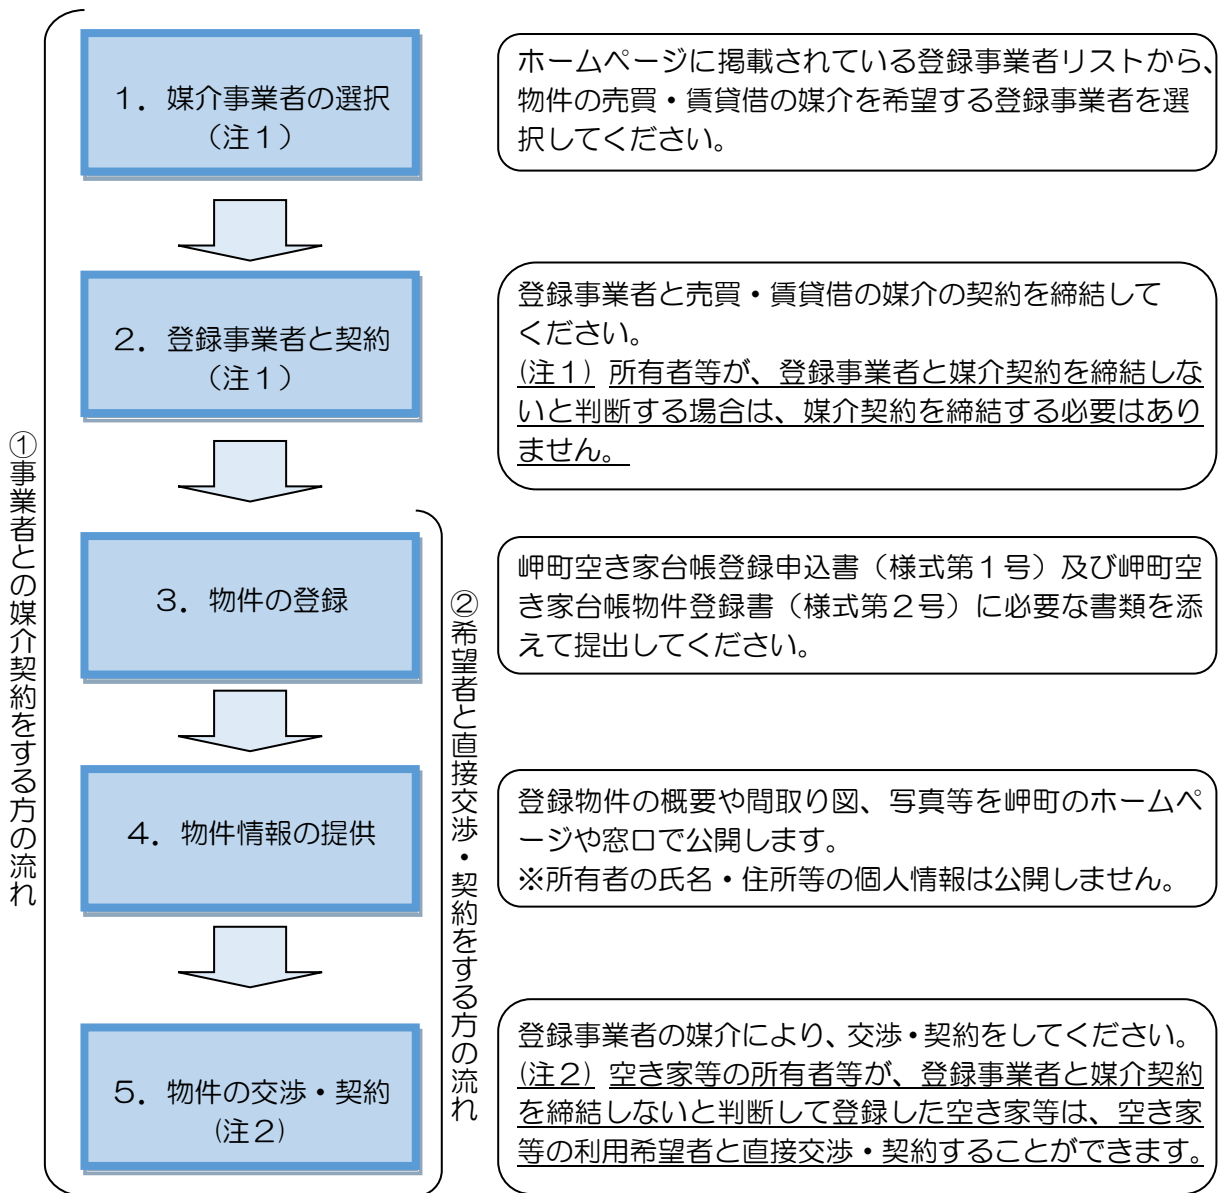 ①事業者との媒介契約をする方の流れ
１．媒介事業者の選択
（注１）
ホームページに掲載されている登録事業者リストから、
物件の売買・賃貸借の媒介を希望する登録事業者を選
択してください。
２．登録事業者と契約
（注１）
登録事業者と売買・賃貸借の媒介の契約を締結して
ください。
(注１) 所有者等が、登録事業者と媒介契約を締結しな
いと判断する場合は、媒介契約を締結する必要はあり
ません。
②希望者と直接交渉・契約をする方の流れ
３．物件の登録
岬町空き家台帳登録申込書（様式第１号）及び岬町空
き家台帳物件登録書（様式第２号）に必要な書類を添
えて提出してください。
４．物件情報の提供
登録物件の概要や間取り図、写真等を岬町のホームペ
ージや窓口で公開します。
※所有者の氏名・住所等の個人情報は公開しません。
５．物件の交渉・契約
(注２)
登録事業者の媒介により、交渉・契約をしてください。
(注２) 空き家等の所有者等が、登録事業者と媒介契約
を締結しないと判断して登録した空き家等は、空き家
等の利用希望者と直接交渉・契約することができます。